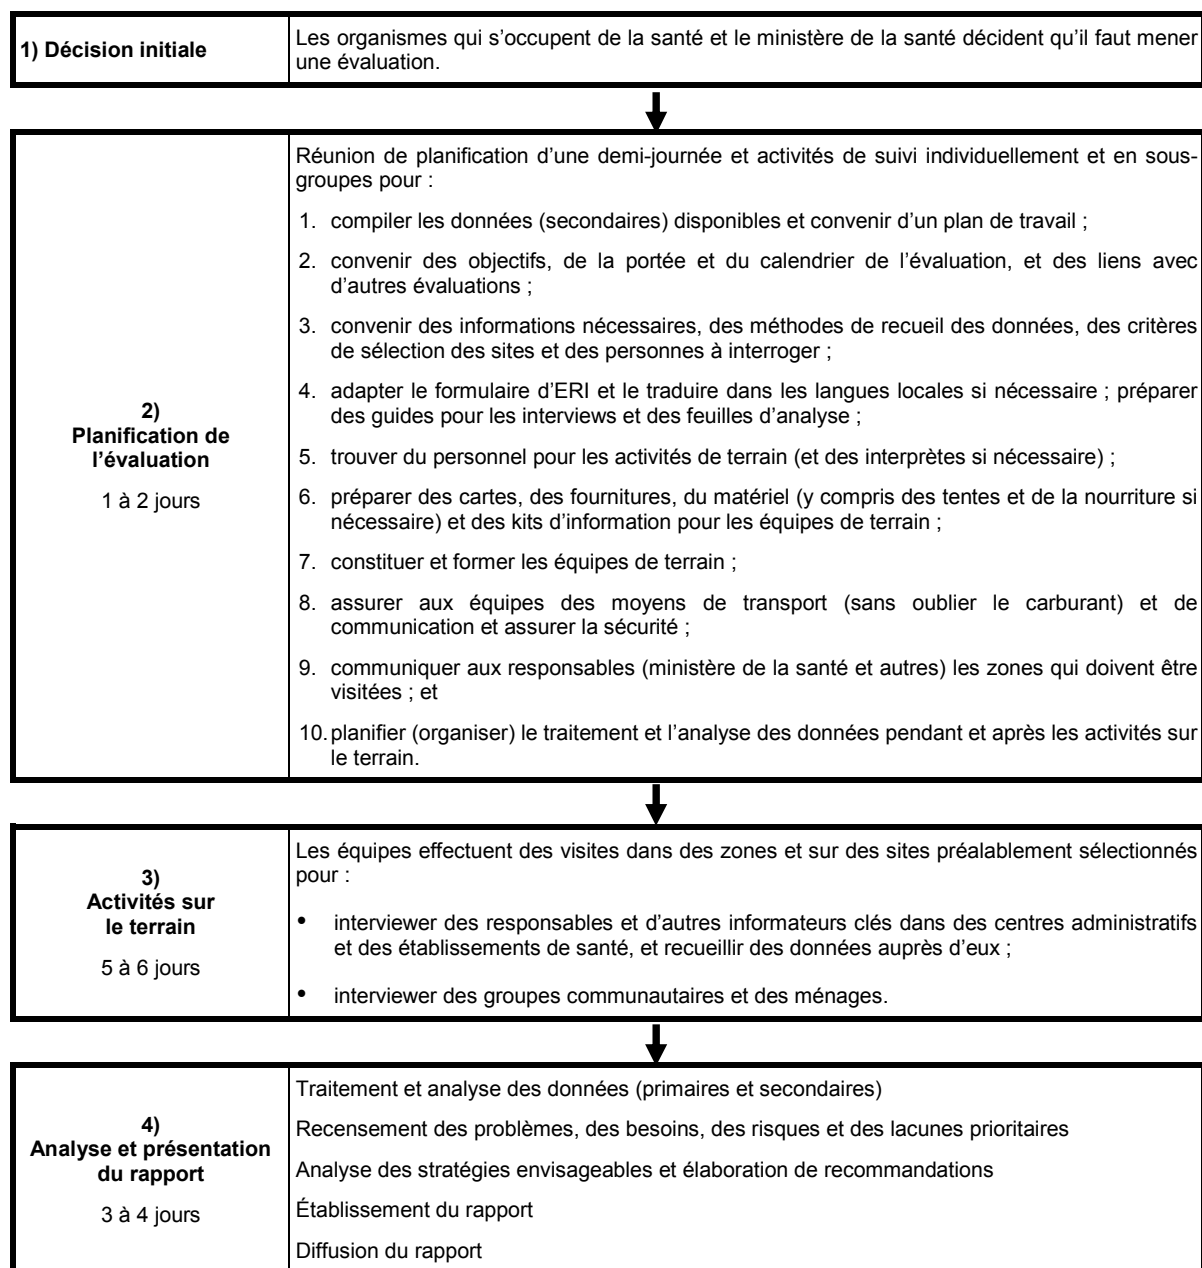 1) Décision initiale
Les organismes qui s’occupent de la santé et le ministère de la santé décident qu’il faut mener
une évaluation.
2)
Planification de
l’évaluation
1 à 2 jours
Réunion de planification d’une demi-journée et activités de suivi individuellement et en sous-
groupes pour :
1. compiler les données (secondaires) disponibles et convenir d’un plan de travail ;
2. convenir des objectifs, de la portée et du calendrier de l’évaluation, et des liens avec
d’autres évaluations ;
3. convenir des informations nécessaires, des méthodes de recueil des données, des critères
de sélection des sites et des personnes à interroger ;
4. adapter le formulaire d’ERI et le traduire dans les langues locales si nécessaire ; préparer
des guides pour les interviews et des feuilles d’analyse ;
5. trouver du personnel pour les activités de terrain (et des interprètes si nécessaire) ;
6. préparer des cartes, des fournitures, du matériel (y compris des tentes et de la nourriture si
nécessaire) et des kits d’information pour les équipes de terrain ;
7. constituer et former les équipes de terrain ;
8. assurer aux équipes des moyens de transport (sans oublier le carburant) et de
communication et assurer la sécurité ;
9. communiquer aux responsables (ministère de la santé et autres) les zones qui doivent être
visitées ; et
10. planifier (organiser) le traitement et l’analyse des données pendant et après les activités sur
le terrain.
3)
Activités sur
le terrain
5 à 6 jours
Les équipes effectuent des visites dans des zones et sur des sites préalablement sélectionnés
pour :
• interviewer des responsables et d’autres informateurs clés dans des centres administratifs
et des établissements de santé, et recueillir des données auprès d’eux ;
• interviewer des groupes communautaires et des ménages.
4)
Analyse et présentation
du rapport
3 à 4 jours
Traitement et analyse des données (primaires et secondaires)
Recensement des problèmes, des besoins, des risques et des lacunes prioritaires
Analyse des stratégies envisageables et élaboration de recommandations
Établissement du rapport
Diffusion du rapport